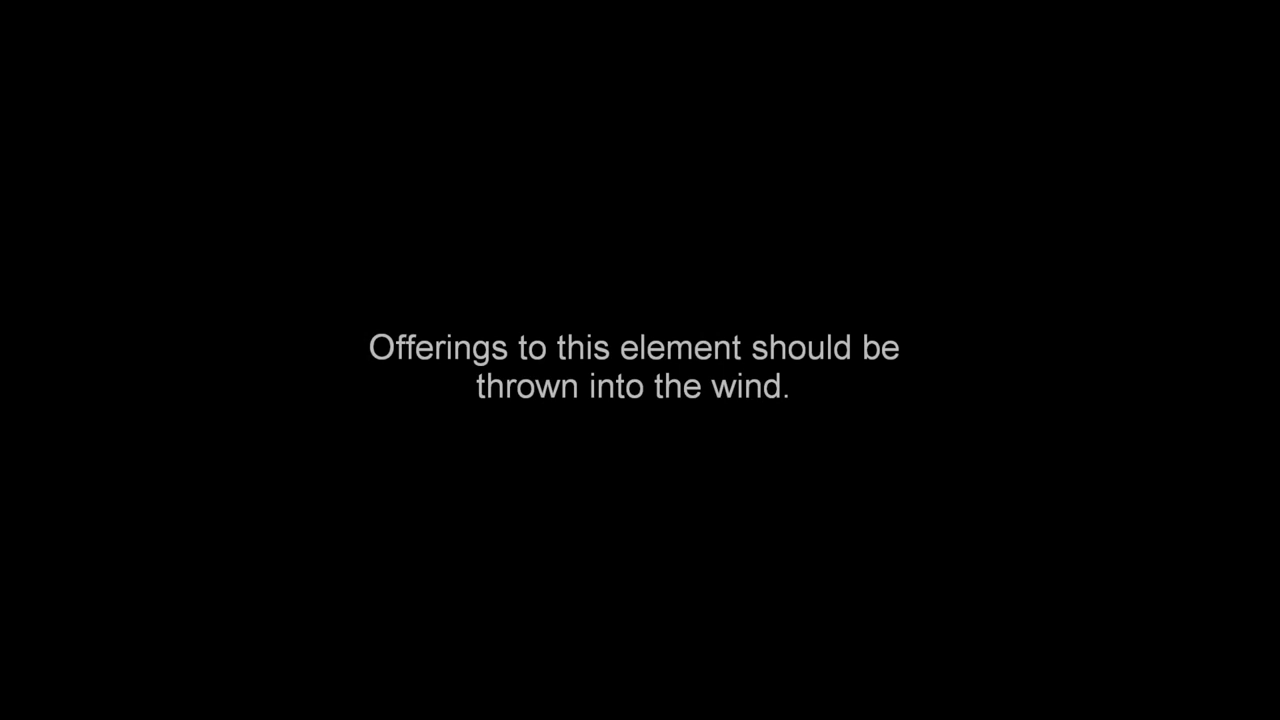 Offerings to this element should be
thrown into the wind.